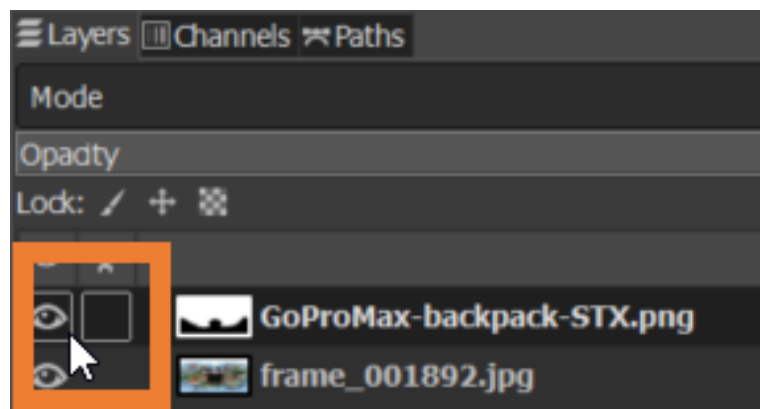 Layers Channels Paths
Mode
Opacity
Lock:
GoProMax-backpack-STX.png
frame_001892.jpg